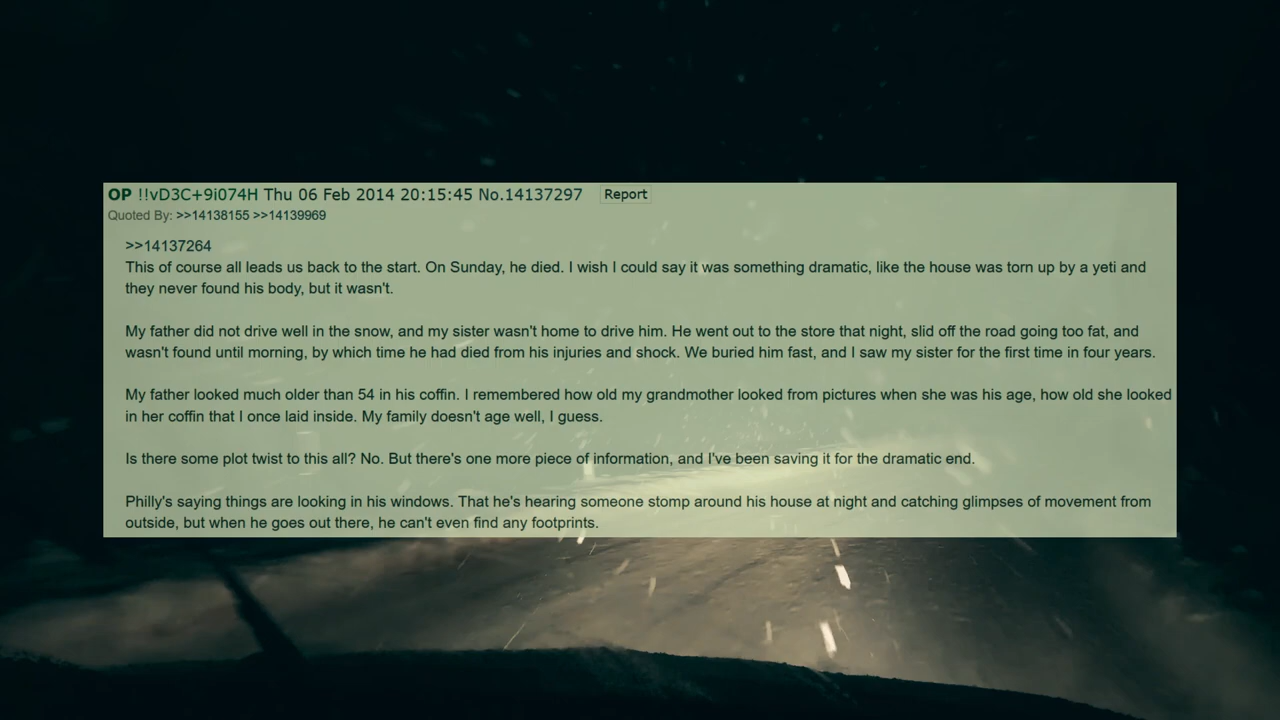 OP !!vD3C+9i074H Thu 06 Feb 2014 20:15:45 No.14137297 Report
Quoted By: >>14138155 >>14139969
>>14137264
This of course all leads us back to the start. On Sunday, he died. I wish I could say it was something dramatic, like the house was torn up by a yeti and
they never found his body, but it wasn't.
My father did not drive well in the snow, and my sister wasn't home to drive him. He went out to the store that night, slid off the road going too fat, and
wasn't found until morning, by which time he had died from his injuries and shock. We buried him fast, and I saw my sister for the first time in four years.
My father looked much older than 54 in his coffin. I remembered how old my grandmother looked from pictures when she was his age, how old she looked
in her coffin that I once laid inside. My family doesn't age well, I guess.
Is there some plot twist to this all? No. But there's one more piece of information, and I've been saving it for the dramatic end.
Philly's saying things are looking in his windows. That he's hearing someone stomp around his house at night and catching glimpses of movement from
outside, but when he goes out there, he can't even find any footprints.